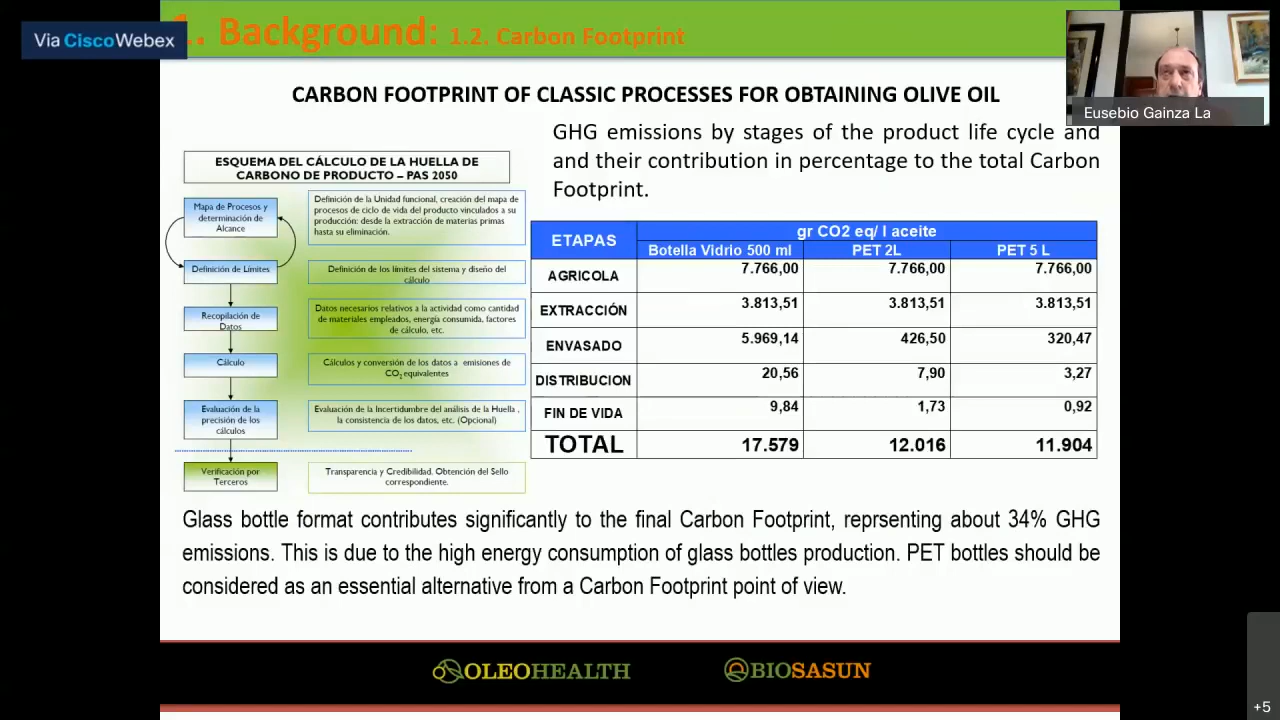 Via CiscoWebex
1. Background: 1.2. Carbon Footprint
Eusebio Gainza La
CARBON FOOTPRINT OF CLASSIC PROCESSES FOR OBTAINING OLIVE OIL
GHG emissions by stages of the product life cycle and
and their contribution in percentage to the total Carbon
Footprint.
ESQUEMA DEL CÁLCULO DE LA HUELLA DE
CARBONO DE PRODUCTO – PAS 2050
Mapa de Procesos y
determinación de
Alcance
Definición de la Unidad funcional, creación del mapa de
procesos de ciclo de vida del producto vinculados a su
producción: desde la extracción de materias primas
hasta su eliminación.
Definición de Límites
Definición de los límites del sistema y diseño del
cálculo
Recopilación de
Datos
Datos necesarios relativos a la actividad como cantidad
de materiales empleados, energía consumida, factores
de cálculo, etc.
Cálculo
Cálculos y conversión de los datos a emisiones de
CO2 equivalentes
Evaluación de la
precisión de los
cálculos
Evaluación de la Incertidumbre del análisis de la Huella ,
la consistencia de los datos, etc. (Opcional)
Verificación por
Terceros
Transparencia y Credibilidad. Obtención del Sello
correspondiente.
ETAPAS gr CO2 eq/ l aceite
Botella Vidrio 500 ml PET 2L PET 5 L
AGRICOLA 7.766,00 7.766,00 7.766,00
EXTRACCIÓN 3.813,51 3.813,51 3.813,51
ENVASADO 5.969,14 426,50 320,47
DISTRIBUCION 20,56 7,90 3,27
FIN DE VIDA 9,84 1,73 0,92
TOTAL 17.579 12.016 11.904
Glass bottle format contributes significantly to the final Carbon Footprint, reprsenting about 34% GHG
emissions. This is due to the high energy consumption of glass bottles production. PET bottles should be
considered as an essential alternative from a Carbon Footprint point of view.
OLEOHEALTH
BIOSASUN
+5